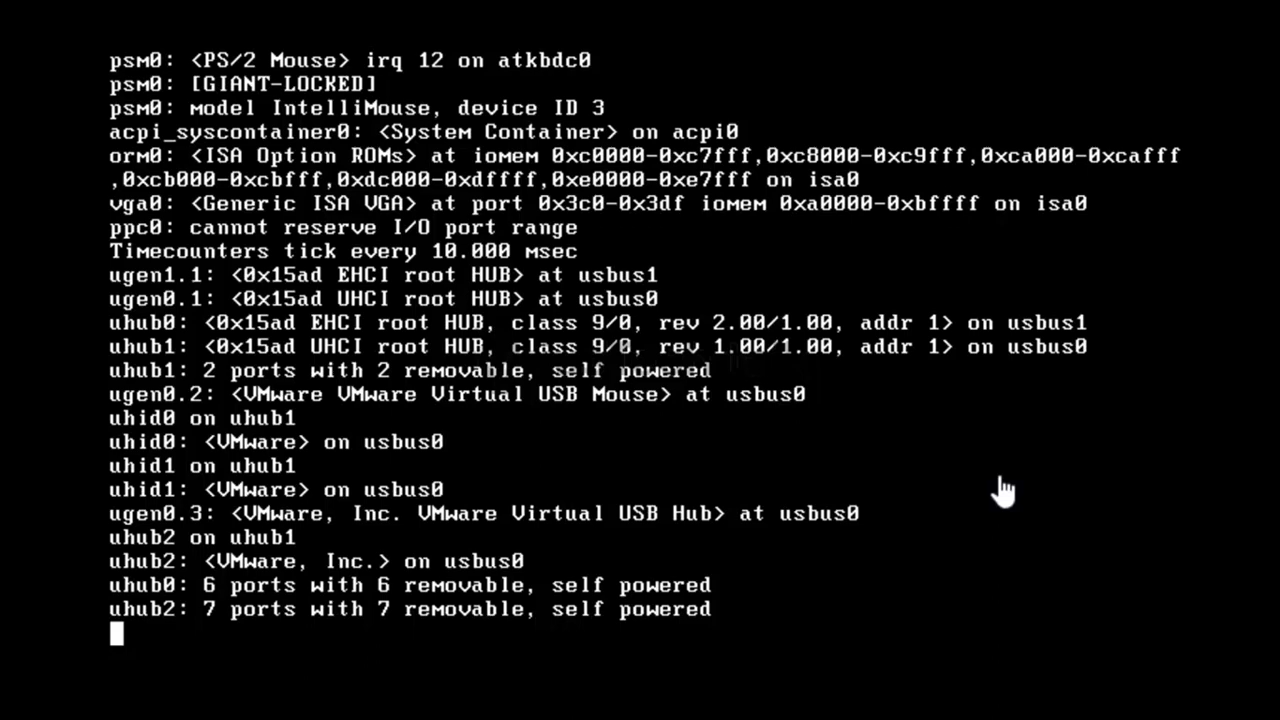 psm0: <PS/2 Mouse> irq 12 on atkbdc0
psm0: [GIANT-LOCKED]
psm0: model IntelliMouse, device ID 3
acpi_syscontainer0: <System Container> on acpi0
orm0: <ISA Option ROMs> at iomem 0xc0000-0xc7fff,0xc8000-0xc9fff,0xca000-0xcafff
,0xcb000-0xcbfff,0xdc000-0xdffff,0xe0000-0xe7fff on isa0
vga0: <Generic ISA VGA> at port 0x3c0-0x3df iomem 0xa0000-0xbffff on isa0
ppc0: cannot reserve I/O port range
Timecounters tick every 10.000 msec
ugen1.1: <0x15ad EHCI root HUB> at usbus1
ugen0.1: <0x15ad UHCI root HUB> at usbus0
uhub0: <0x15ad EHCI root HUB, class 9/0, rev 2.00/1.00, addr 1> on usbus1
uhub1: <0x15ad UHCI root HUB, class 9/0, rev 1.00/1.00, addr 1> on usbus0
uhub1: 2 ports with 2 removable, self powered
ugen0.2: <VMware VMware Virtual USB Mouse> at usbus0
uhid0 on uhub1
uhid0: <VMware> on usbus0
uhid1 on uhub1
uhid1: <VMware> on usbus0
ugen0.3: <VMware, Inc. VMware Virtual USB Hub> at usbus0
uhub2 on uhub1
uhub2: <VMware, Inc.> on usbus0
uhub0: 6 ports with 6 removable, self powered
uhub2: 7 ports with 7 removable, self powered